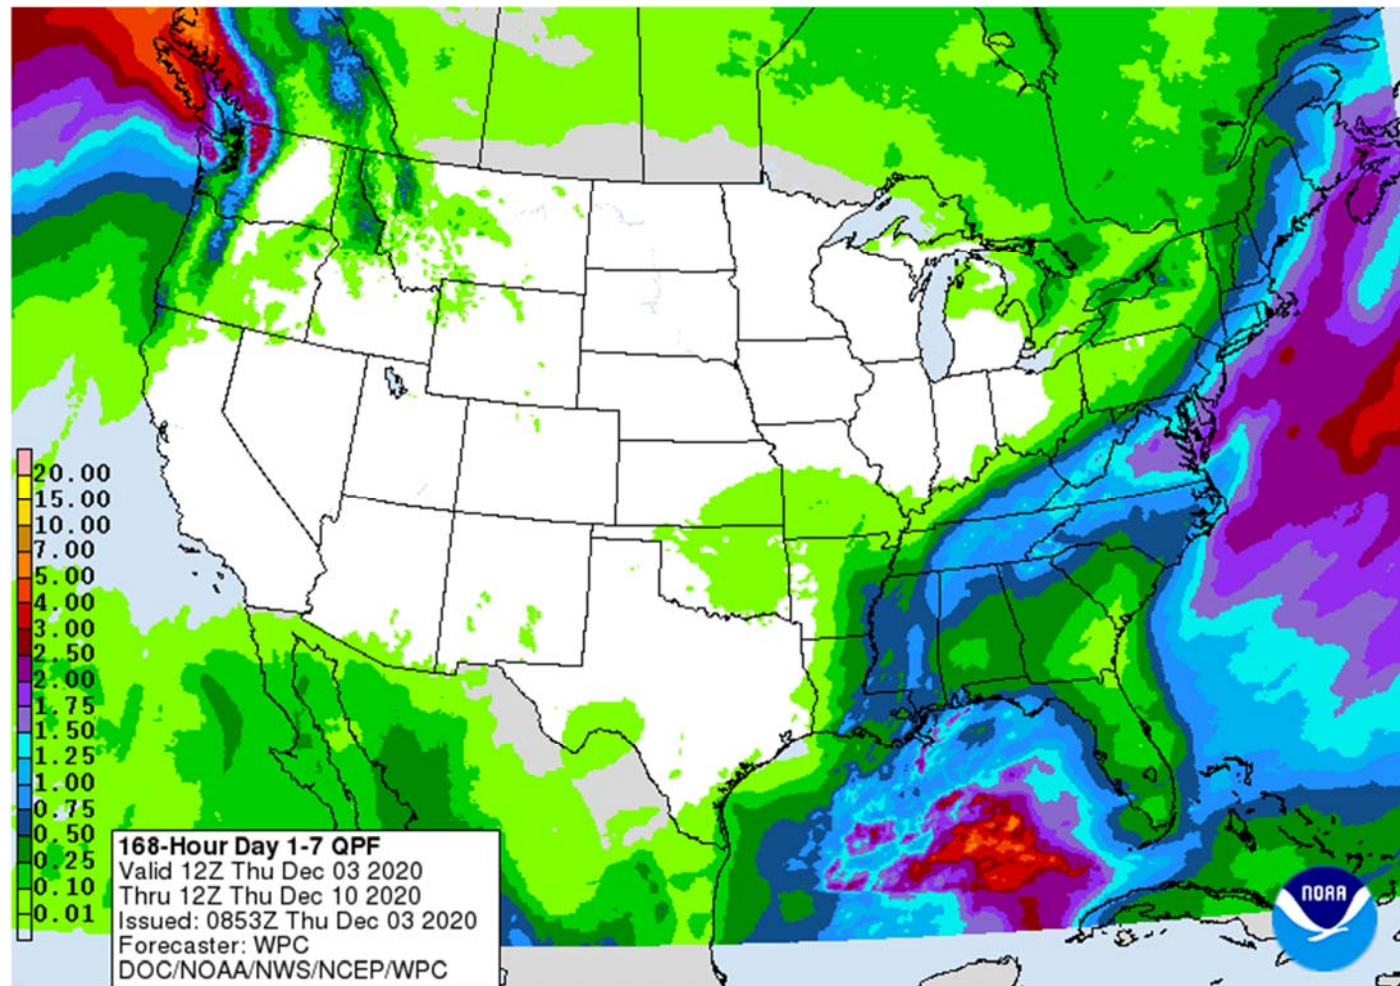 20.00
15.00
10.00
7.00
5.00
4.00
3.00
2.50
2.00
1.75
1.50
1.25
1.00
0.75
0.50
0.25
0.10
0.01
168-Hour Day 1-7 QPF
Valid 12Z Thu Dec 03 2020
Thru 12Z Thu Dec 10 2020
Issued: 0853Z Thu Dec 03 2020
Forecaster: WPC
DOC/NOAA/NWS/NCEP/WPC
NOAA